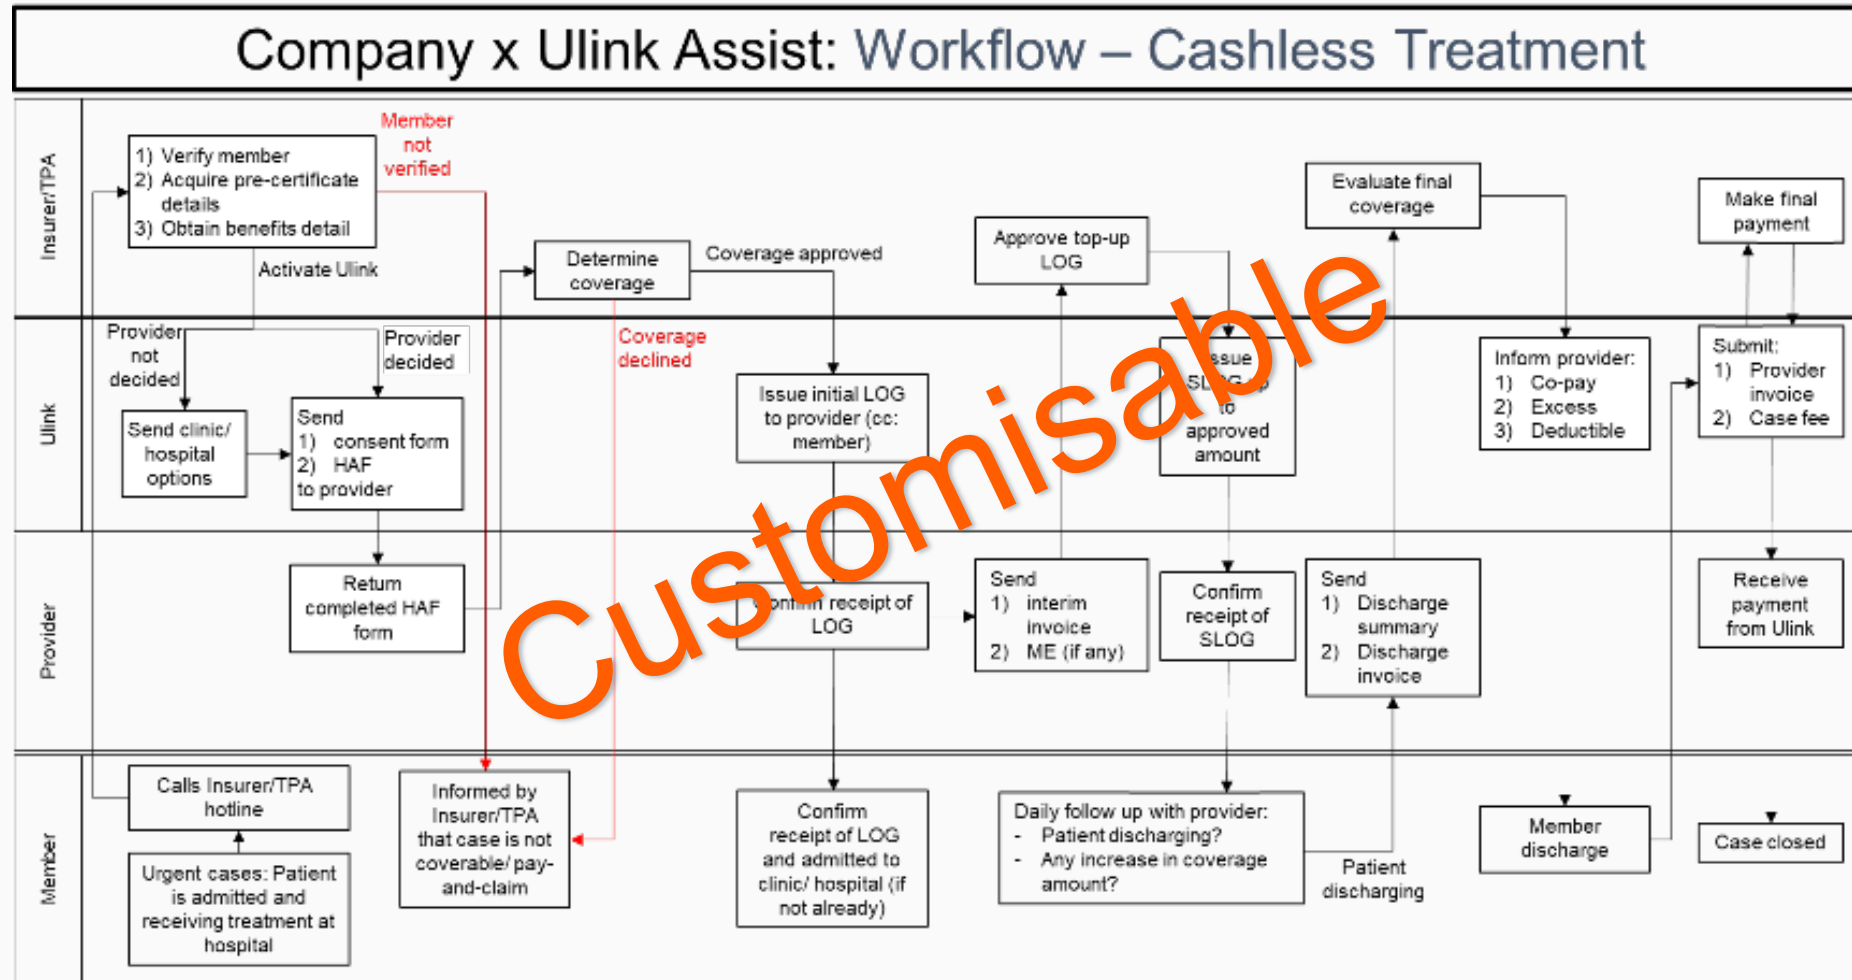 Company x Ulink Assist: Workflow – Cashless Treatment
Insurer/TPA
1) Verify member
2) Acquire pre-certificate
details
3) Obtain benefits detail
Member
not
verified
Activate Ulink
Determine
coverage
Coverage approved
Approve top-up
LOG
Evaluate final
coverage
Make final
payment
Ulink
Provider
not
decided
Provider
decided
Send clinic/
hospital
options
Send
1) consent form
2) HAF
to provider
Coverage
declined
Issue initial LOG
to provider (cc:
member)
Issue
to
approved
amount
Inform provider:
1) Co-pay
2) Excess
3) Deductible
Submit:
1) Provider
invoice
2) Case fee
Customisable
Provider
Return
completed HAF
form
Confirm receipt of
LOG
Send
1) interim
invoice
2) ME (if any)
Confirm
receipt of
SLOG
Send
1) Discharge
summary
2) Discharge
invoice
Receive
payment
from Ulink
Member
Calls Insurer/TPA
hotline
Urgent cases: Patient
is admitted and
receiving treatment at
hospital
Informed by
Insurer/TPA
that case is not
coverable/ pay-
and-claim
Confirm
receipt of LOG
and admitted to
clinic/ hospital (if
not already)
Daily follow up with provider:
- Patient discharging?
- Any increase in coverage
amount?
Patient
discharging
Member
discharge
Case closed